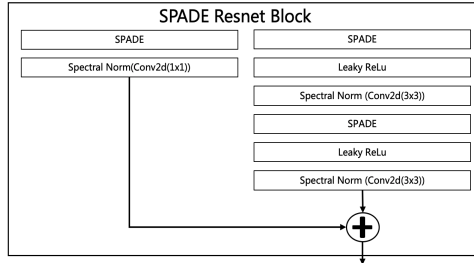 SPADE Resnet Block
SPADE
Spectral Norm(Conv2d(1x1))
SPADE
Leaky ReLu
Spectral Norm (Conv2d(3x3))
SPADE
Leaky ReLu
Spectral Norm (Conv2d(3x3))